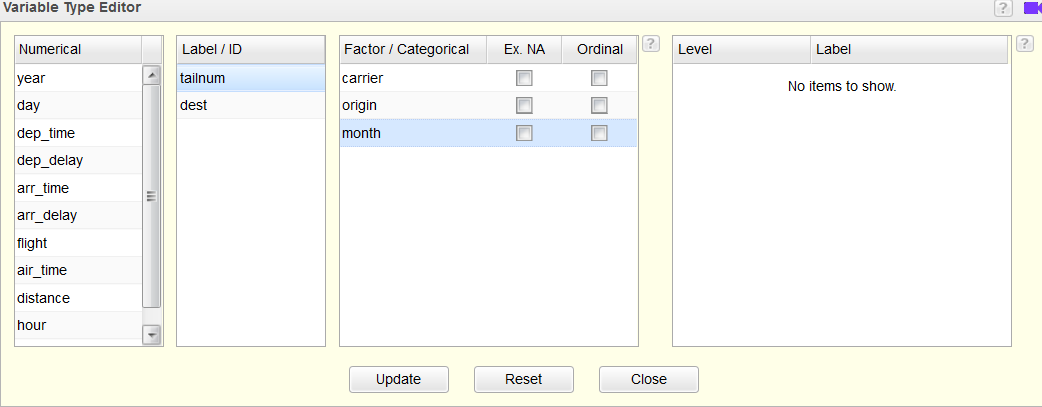 Variable Type Editor ?
Numerical
year
day
dep_time
dep_delay
arr_time
arr_delay
flight
air_time
distance
hour
Label / ID
tailnum
dest
Factor / Categorical Ex. NA Ordinal ?
carrier
origin
month
Level Label ?
No items to show.
Update Reset Close